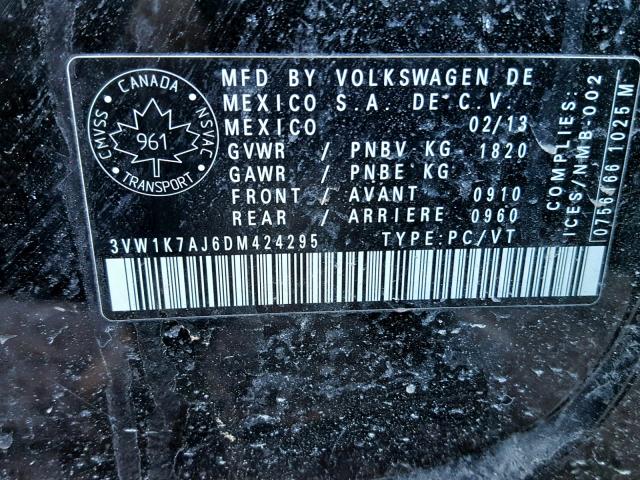 CANADA
CMVSS
NSVAC
961
TRANSPORT
MFD BY VOLKSWAGEN DE
MEXICO S.A. DE C.V.
MEXICO 02/13
GVWR / PNBV KG 1820
GAWR / PNBE KG
FRONT / AVANT 0910
REAR / ARRIERE 0960
3VW1K7AJ6DM424295 TYPE:PC/VT
COMPLIES:
ICES/NMB-002
0756166 1025 M